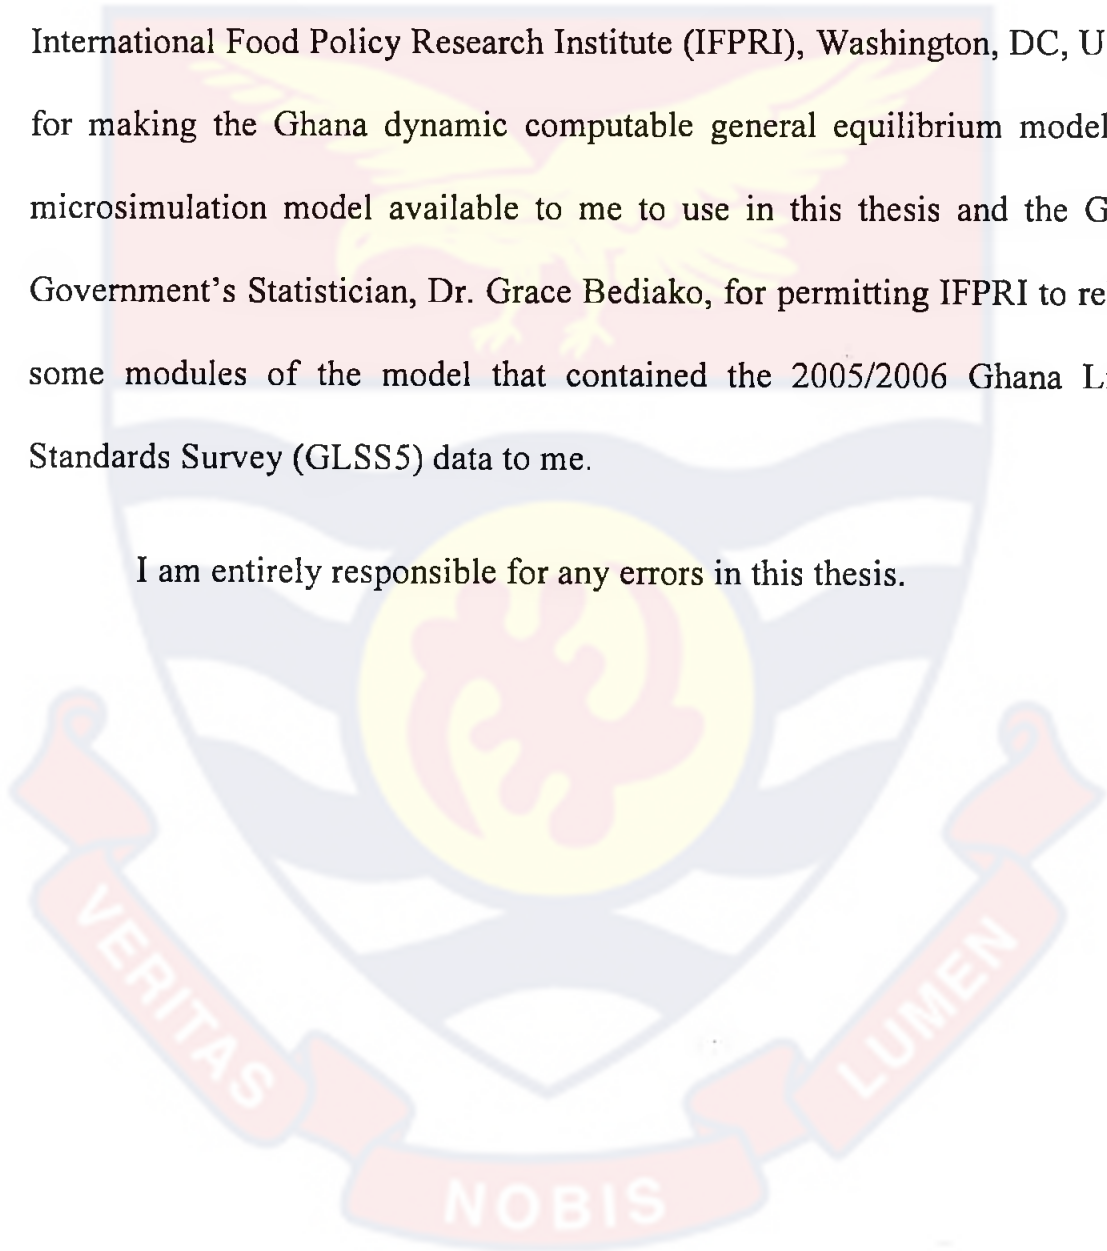 International Food Policy Research Institute (IFPRI), Washington, DC, U
for making the Ghana dynamic computable general equilibrium model
microsimulation model available to me to use in this thesis and the G
Government's Statistician, Dr. Grace Bediako, for permitting IFPRI to re
some modules of the model that contained the 2005/2006 Ghana Li
Standards Survey (GLSS5) data to me.
I am entirely responsible for any errors in this thesis.
VERITAS
NOBIS
LUMEN